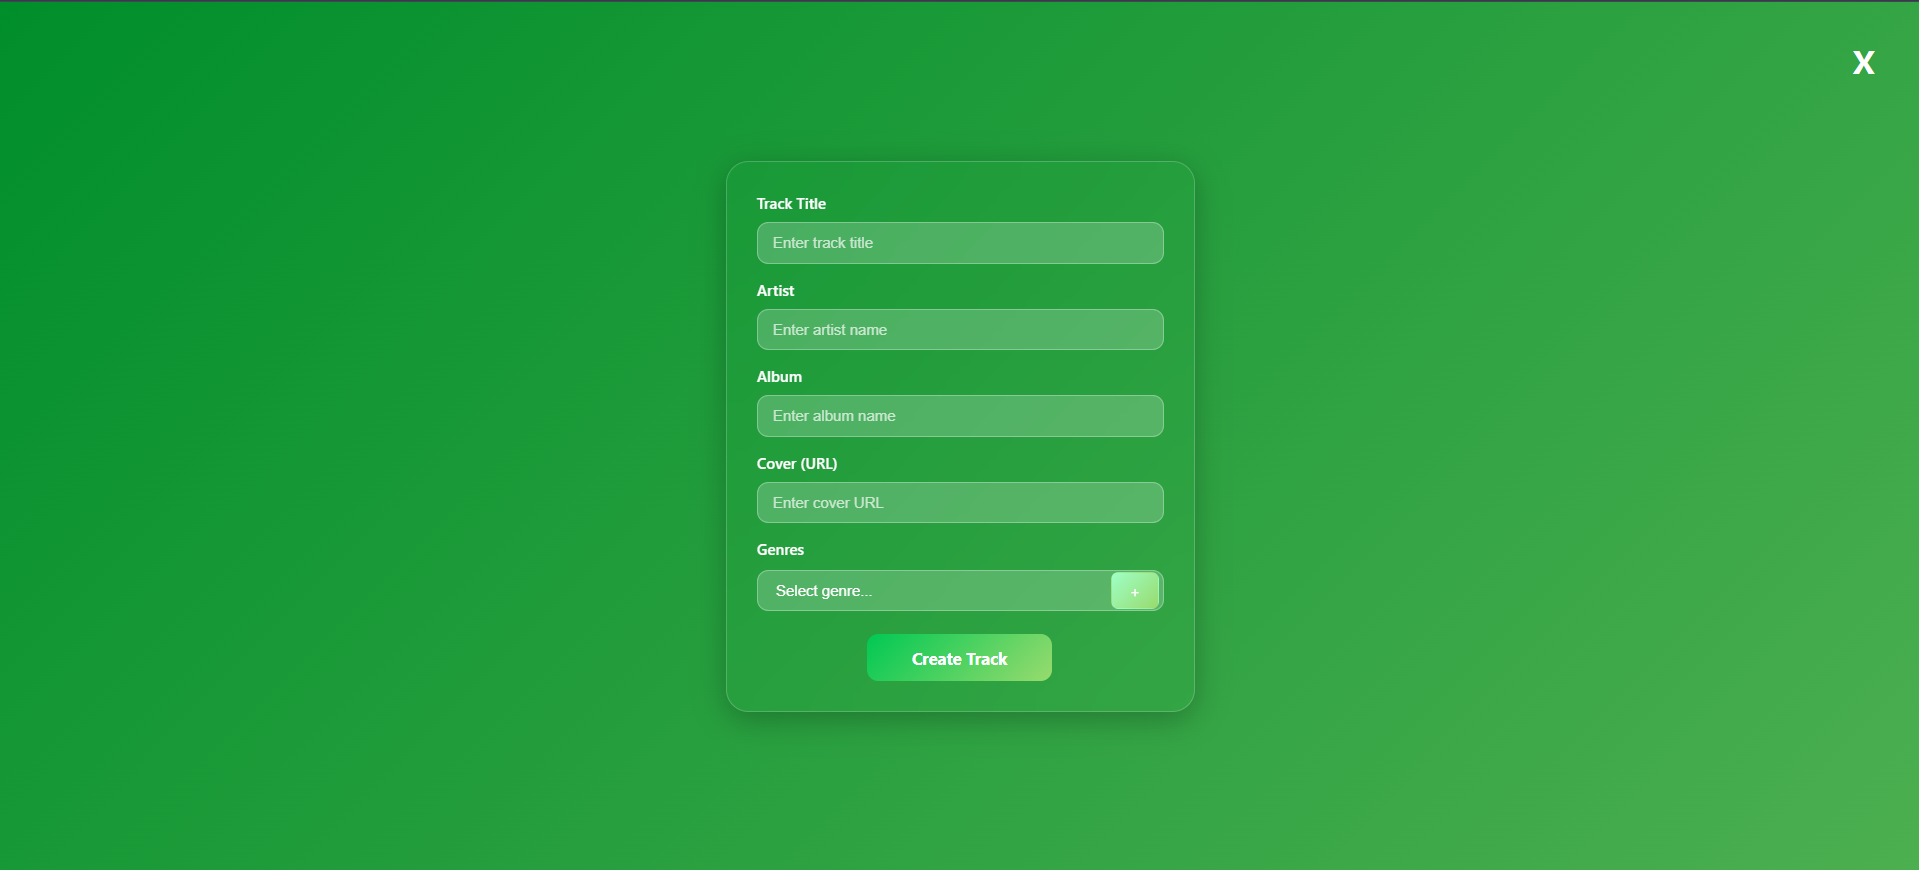 X
Track Title
Enter track title
Artist
Enter artist name
Album
Enter album name
Cover (URL)
Enter cover URL
Genres
Select genre...
+
Create Track